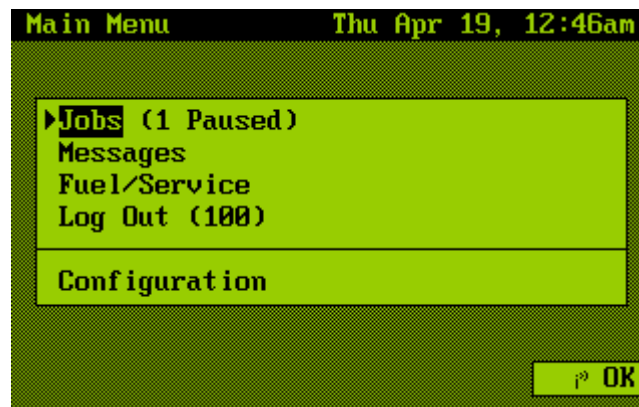 Main Menu Thu Apr 19, 12:46am
Jobs (1 Paused)
Messages
Fuel/Service
Log Out (100)
Configuration
OK